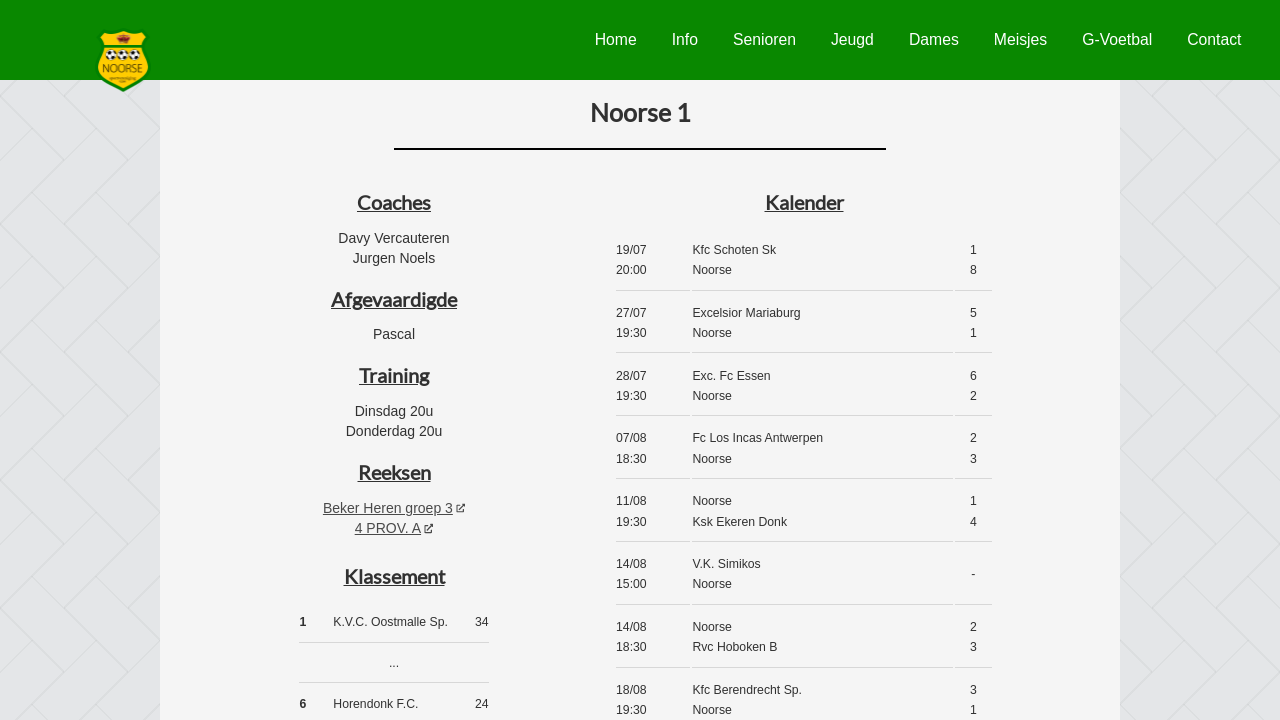 NOORSE
Home
Info
Senioren
Jeugd
Dames
Meisjes
G-Voetbal
Contact
Noorse 1
Coaches
Davy Vercauteren
Jurgen Noels
Afgevaardigde
Pascal
Training
Dinsdag 20u
Donderdag 20u
Reeksen
Beker Heren groep 3
4 PROV. A
Klassement
1 K.V.C. Oostmalle Sp. 34
...
6 Horendonk F.C. 24
Kalender
19/07 Kfc Schoten Sk 1
20:00 Noorse 8
27/07 Excelsior Mariaburg 5
19:30 Noorse 1
28/07 Exc. Fc Essen 6
19:30 Noorse 2
07/08 Fc Los Incas Antwerpen 2
18:30 Noorse 3
11/08 Noorse 1
19:30 Ksk Ekeren Donk 4
14/08 V.K. Simikos
-
15:00 Noorse
14/08 Noorse 2
18:30 Rvc Hoboken B 3
18/08 Kfc Berendrecht Sp. 3
19:30 Noorse 1